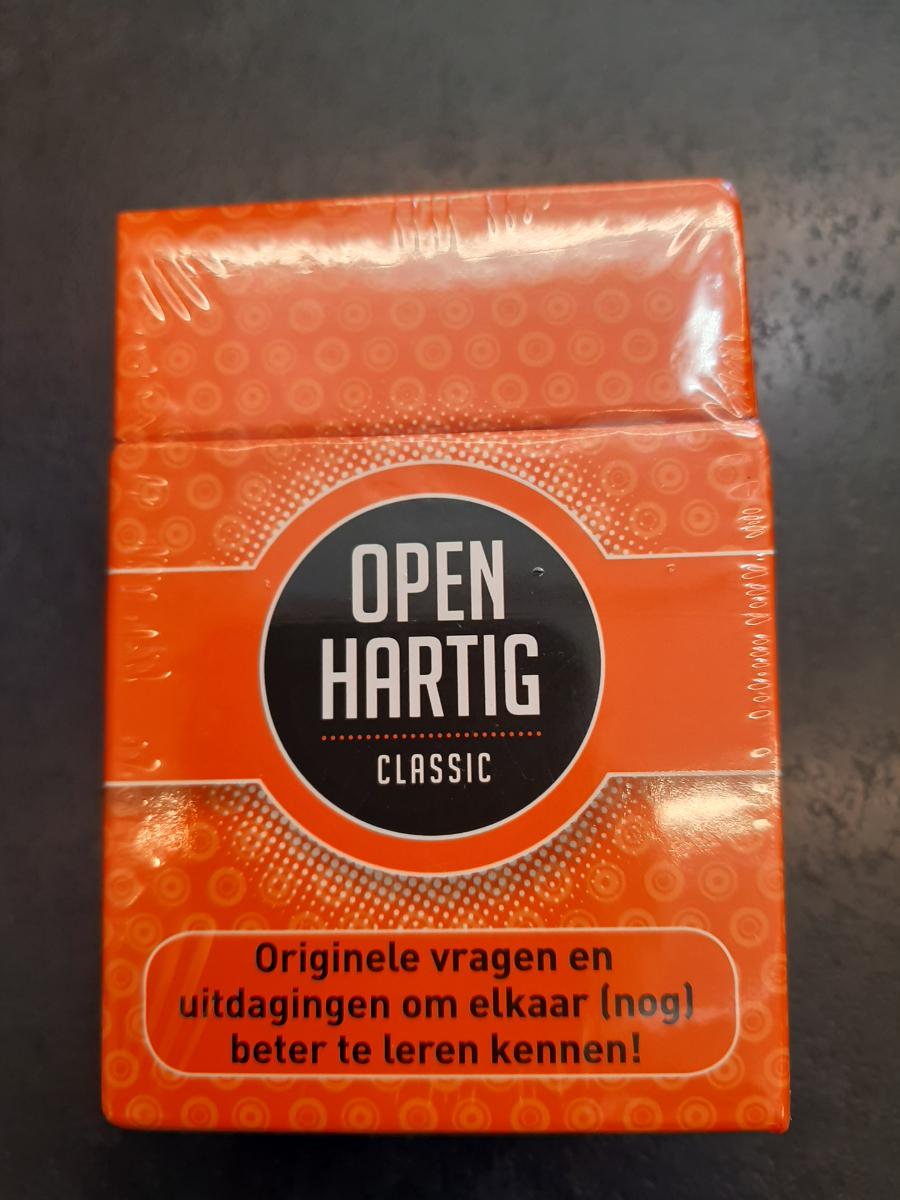 OPEN
HARTIG
CLASSIC
Originele vragen en
uitdagingen om elkaar (nog)
beter te leren kennen!